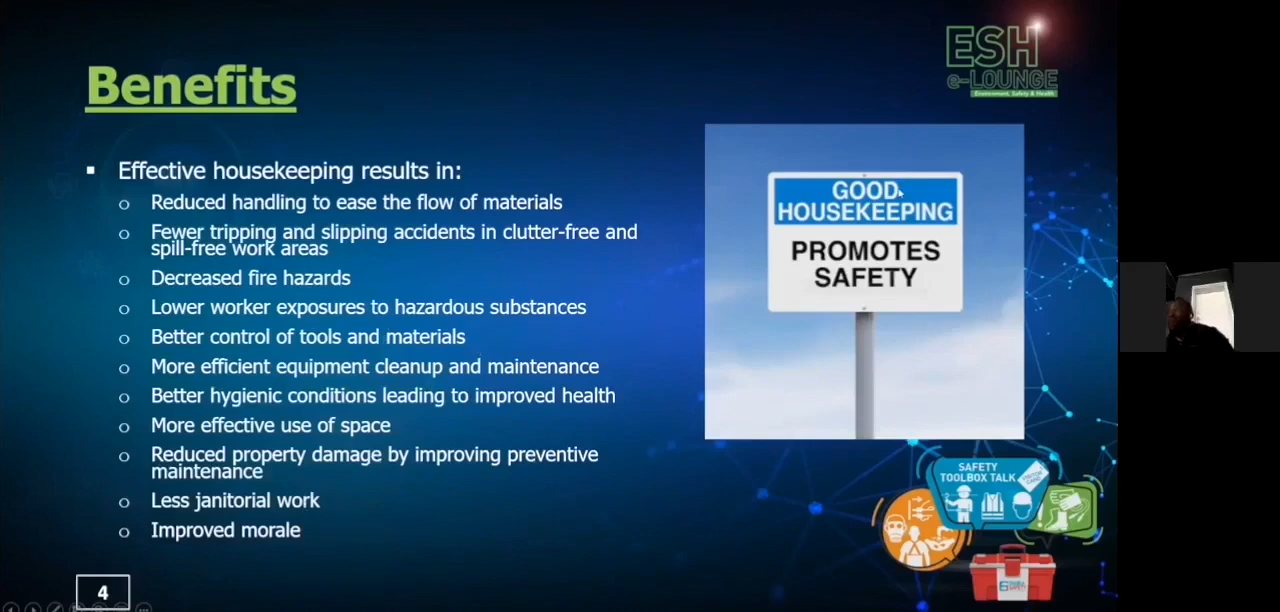 ESH
e-LOUNGE
Environment, Safety & Health
Benefits
Effective housekeeping results in:
Reduced handling to ease the flow of materials
Fewer tripping and slipping accidents in clutter-free and
spill-free work areas
Decreased fire hazards
Lower worker exposures to hazardous substances
Better control of tools and materials
More efficient equipment cleanup and maintenance
Better hygienic conditions leading to improved health
More effective use of space
Reduced property damage by improving preventive
maintenance
Less janitorial work
Improved morale
GOOD
HOUSEKEEPING
PROMOTES
SAFETY
SAFETY
TOOLBOX TALK
4